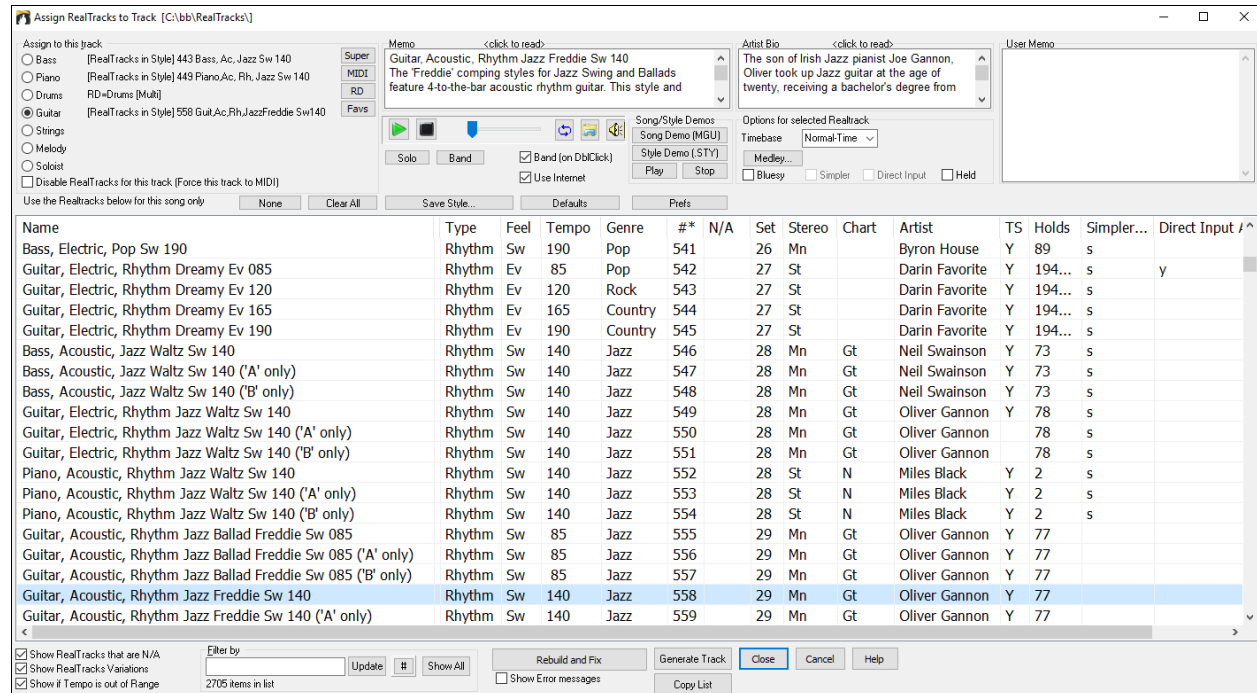 Assign RealTracks to Track [C:\bb\RealTracks\]
Assign to this track
Bass [RealTracks in Style] 443 Bass, Ac, Jazz Sw 140
Piano [RealTracks in Style] 449 Piano,Ac, Rh, Jazz Sw 140
Drums RD=Drums [Multi]
Guitar [RealTracks in Style] 558 Guit,Ac,Rh,JazzFreddie Sw140
Strings
Melody
Soloist
Disable RealTracks for this track (Force this track to MIDI)
Super
MIDI
RD
Favs
Memo <click to read>
Guitar, Acoustic, Rhythm Jazz Freddie Sw 140
The 'Freddie' comping styles for Jazz Swing and Ballads
feature 4-to-the-bar acoustic rhythm guitar. This style and
Solo Band
Band (on DblClick)
Use Internet
Song/Style Demos
Song Demo (MGU)
Style Demo (.STY)
Play Stop
Artist Bio <click to read>
The son of Irish Jazz pianist Joe Gannon,
Oliver took up Jazz guitar at the age of
twenty, receiving a bachelor's degree from
Options for selected Realtrack
Timebase Normal-Time
Medley...
Bluesy Simpler Direct Input Held
User Memo
Use the Realtracks below for this song only None Clear All Save Style... Defaults Prefs
Name Type Feel Tempo Genre #* N/A Set Stereo Chart Artist TS Holds Simpler... Direct Input A
Bass, Electric, Pop Sw 190 Rhythm Sw 190 Pop 541 26 Mn Byron House Y 89 s
Guitar, Electric, Rhythm Dreamy Ev 085 Rhythm Ev 85 Pop 542 27 St Darin Favorite Y 194... s y
Guitar, Electric, Rhythm Dreamy Ev 120 Rhythm Ev 120 Rock 543 27 St Darin Favorite Y 194... s
Guitar, Electric, Rhythm Dreamy Ev 165 Rhythm Ev 165 Country 544 27 St Darin Favorite Y 194... s
Guitar, Electric, Rhythm Dreamy Ev 190 Rhythm Ev 190 Country 545 27 St Darin Favorite Y 194... s
Bass, Acoustic, Jazz Waltz Sw 140 Rhythm Sw 140 Jazz 546 28 Mn Gt Neil Swainson Y 73 s
Bass, Acoustic, Jazz Waltz Sw 140 ('A' only) Rhythm Sw 140 Jazz 547 28 Mn Gt Neil Swainson Y 73 s
Bass, Acoustic, Jazz Waltz Sw 140 ('B' only) Rhythm Sw 140 Jazz 548 28 Mn Gt Neil Swainson Y 73 s
Guitar, Electric, Rhythm Jazz Waltz Sw 140 Rhythm Sw 140 Jazz 549 28 Mn Gt Oliver Gannon Y 78 s
Guitar, Electric, Rhythm Jazz Waltz Sw 140 ('A' only) Rhythm Sw 140 Jazz 550 28 Mn Gt Oliver Gannon 78 s
Guitar, Electric, Rhythm Jazz Waltz Sw 140 ('B' only) Rhythm Sw 140 Jazz 551 28 Mn Gt Oliver Gannon 78 s
Piano, Acoustic, Rhythm Jazz Waltz Sw 140 Rhythm Sw 140 Jazz 552 28 St N Miles Black Y 2 s
Piano, Acoustic, Rhythm Jazz Waltz Sw 140 ('A' only) Rhythm Sw 140 Jazz 553 28 St N Miles Black Y 2 s
Piano, Acoustic, Rhythm Jazz Waltz Sw 140 ('B' only) Rhythm Sw 140 Jazz 554 28 St N Miles Black Y 2 s
Guitar, Acoustic, Rhythm Jazz Ballad Freddie Sw 085 Rhythm Sw 85 Jazz 555 29 Mn Gt Oliver Gannon Y 77
Guitar, Acoustic, Rhythm Jazz Ballad Freddie Sw 085 ('A' only) Rhythm Sw 85 Jazz 556 29 Mn Gt Oliver Gannon Y 77
Guitar, Acoustic, Rhythm Jazz Ballad Freddie Sw 085 ('B' only) Rhythm Sw 85 Jazz 557 29 Mn Gt Oliver Gannon Y 77
Guitar, Acoustic, Rhythm Jazz Freddie Sw 140 Rhythm Sw 140 Jazz 558 29 Mn Gt Oliver Gannon Y 77
Guitar, Acoustic, Rhythm Jazz Freddie Sw 140 ('A' only) Rhythm Sw 140 Jazz 559 29 Mn Gt Oliver Gannon Y 77
Show RealTracks that are N/A
Show RealTracks Variations
Show if Tempo is out of Range
Filter by
Update # Show All
2705 items in list
Rebuild and Fix
Show Error messages
Generate Track Close Cancel Help
Copy List